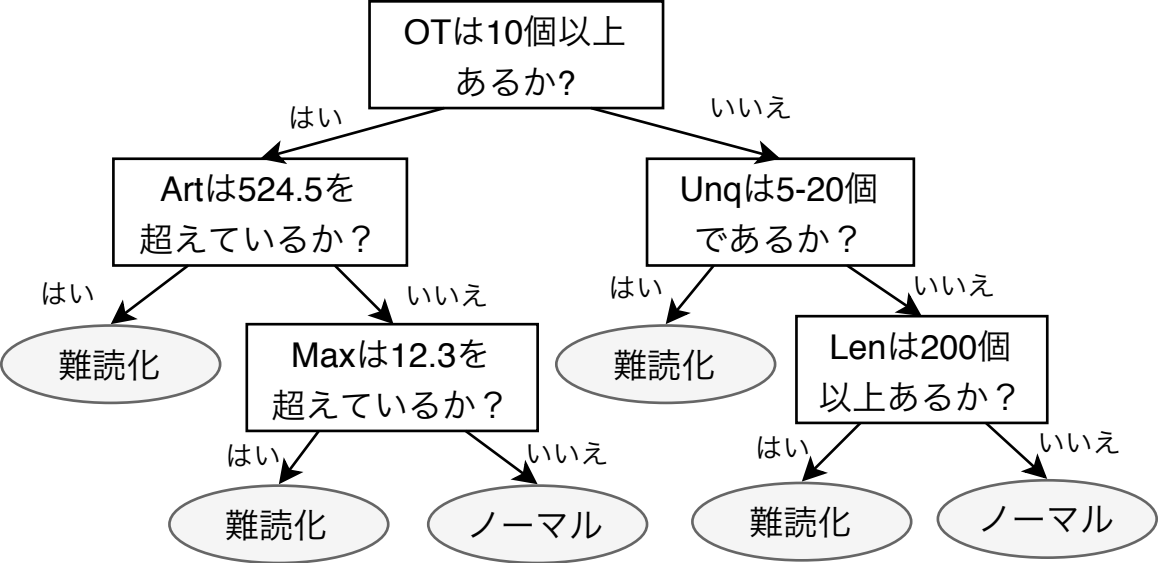 OTは10個以上
あるか?
はい
いいえ
Artは524.5を
超えているか？
Unqは5-20個
であるか？
はい
いいえ
はい
いいえ
難読化
Maxは12.3を
超えているか？
難読化
Lenは200個
以上あるか？
はい
いいえ
はい
いいえ
難読化
ノーマル
難読化
ノーマル